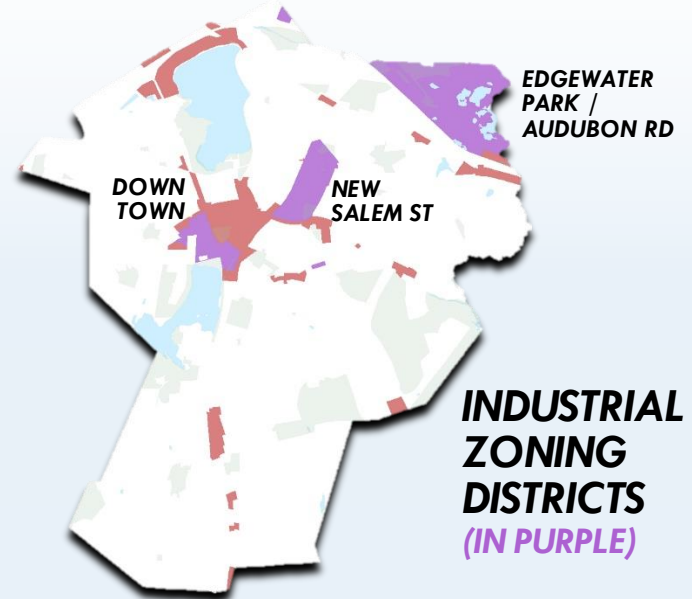 EDGEWATER
PARK /
AUDUBON RD
DOWN
TOWN
NEW
SALEM ST
INDUSTRIAL
ZONING
DISTRICTS
(IN PURPLE)